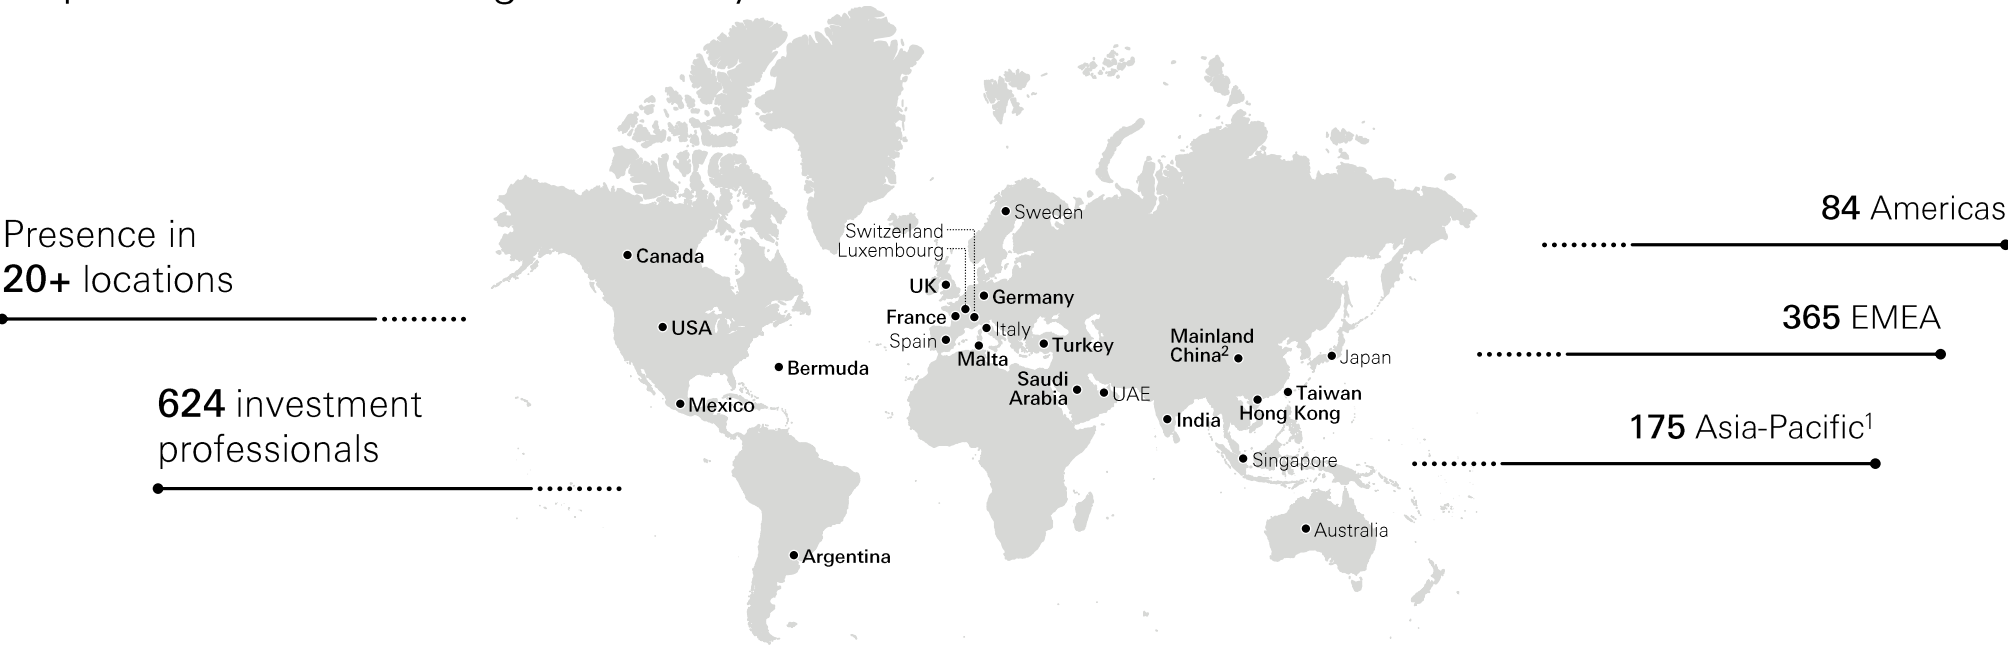 Presence in
20+ locations
624 investment
professionals
Canada
USA
Bermuda
Mexico
Argentina
Sweden
Switzerland
Luxembourg
UK
Germany
France
Italy
Spain
Malta
Turkey
Saudi
Arabia
UAE
Mainland
China²
Japan
Taiwan
Hong Kong
India
Singapore
Australia
84 Americas
365 EMEA
175 Asia-Pacific¹